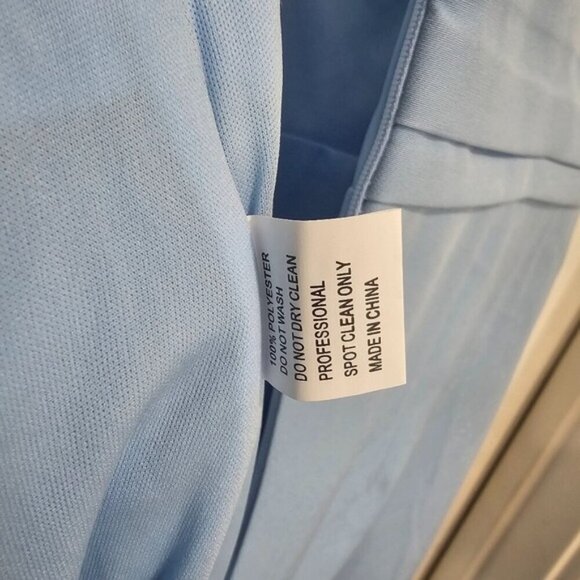 100% POLYESTER
DO NOT WASH
DO NOT DRY CLEAN
PROFESSIONAL
SPOT CLEAN ONLY
MADE IN CHINA